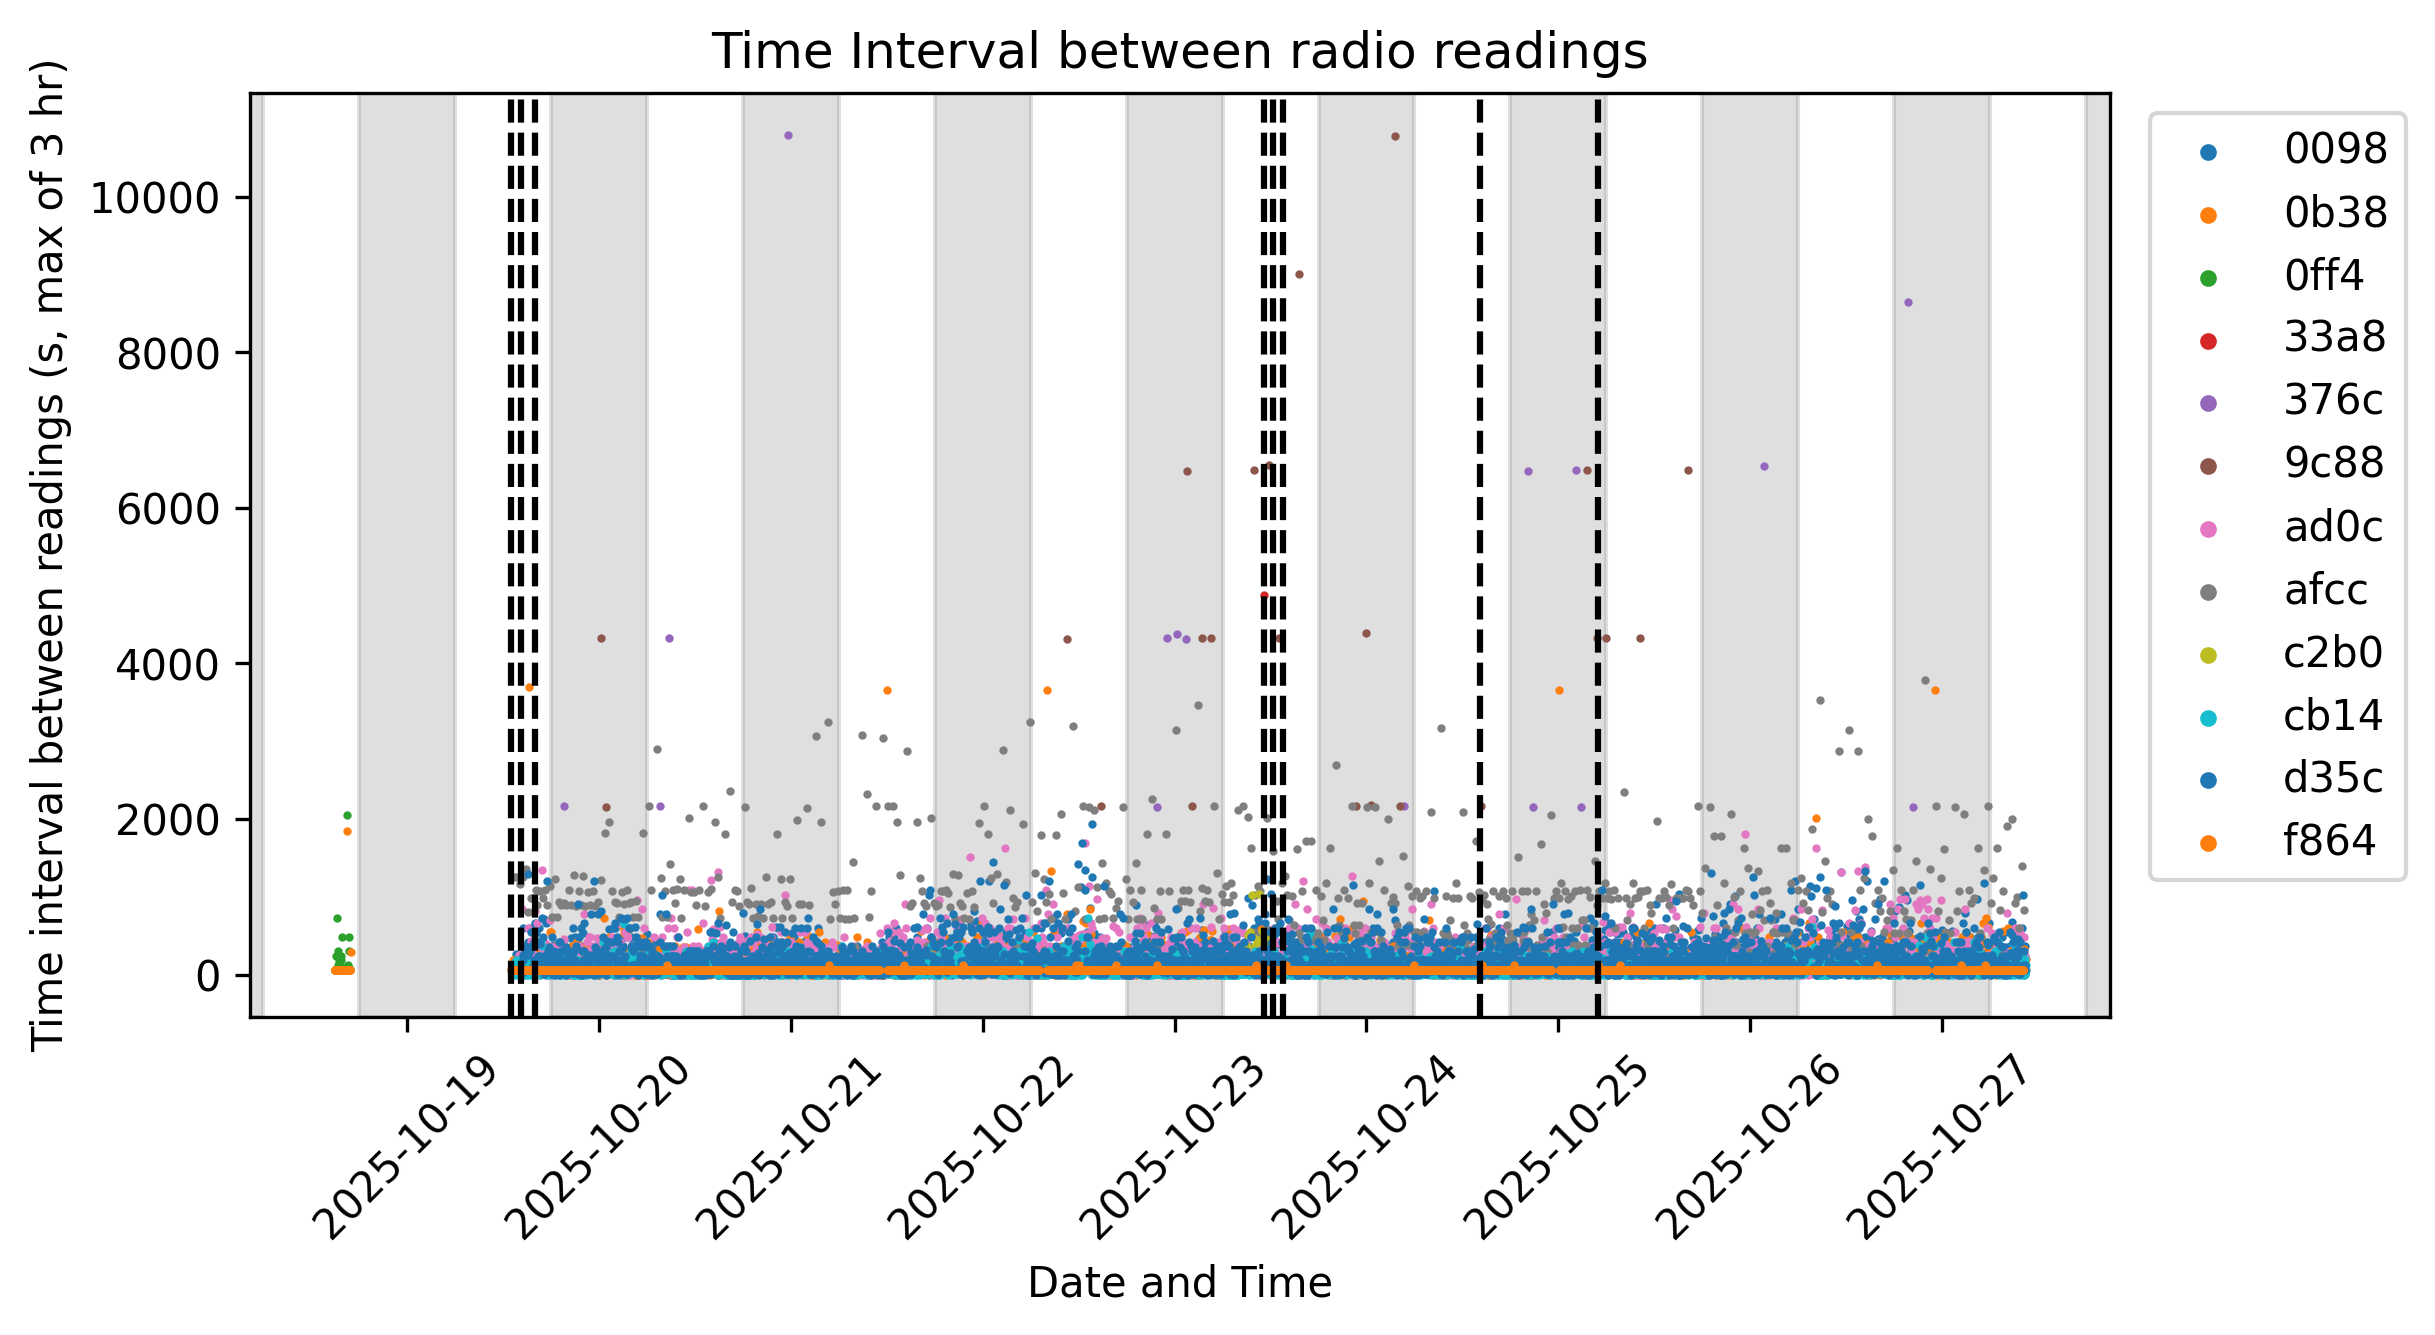 Time Interval between radio readings
Time interval between readings (s, max of 3 hr)
10000
8000
6000
4000
2000
0
2025-10-19
2025-10-20
2025-10-21
2025-10-22
2025-10-23
2025-10-24
2025-10-25
2025-10-26
2025-10-27
Date and Time
0098
0b38
0ff4
33a8
376c
9c88
ad0c
afcc
c2b0
cb14
d35c
f864